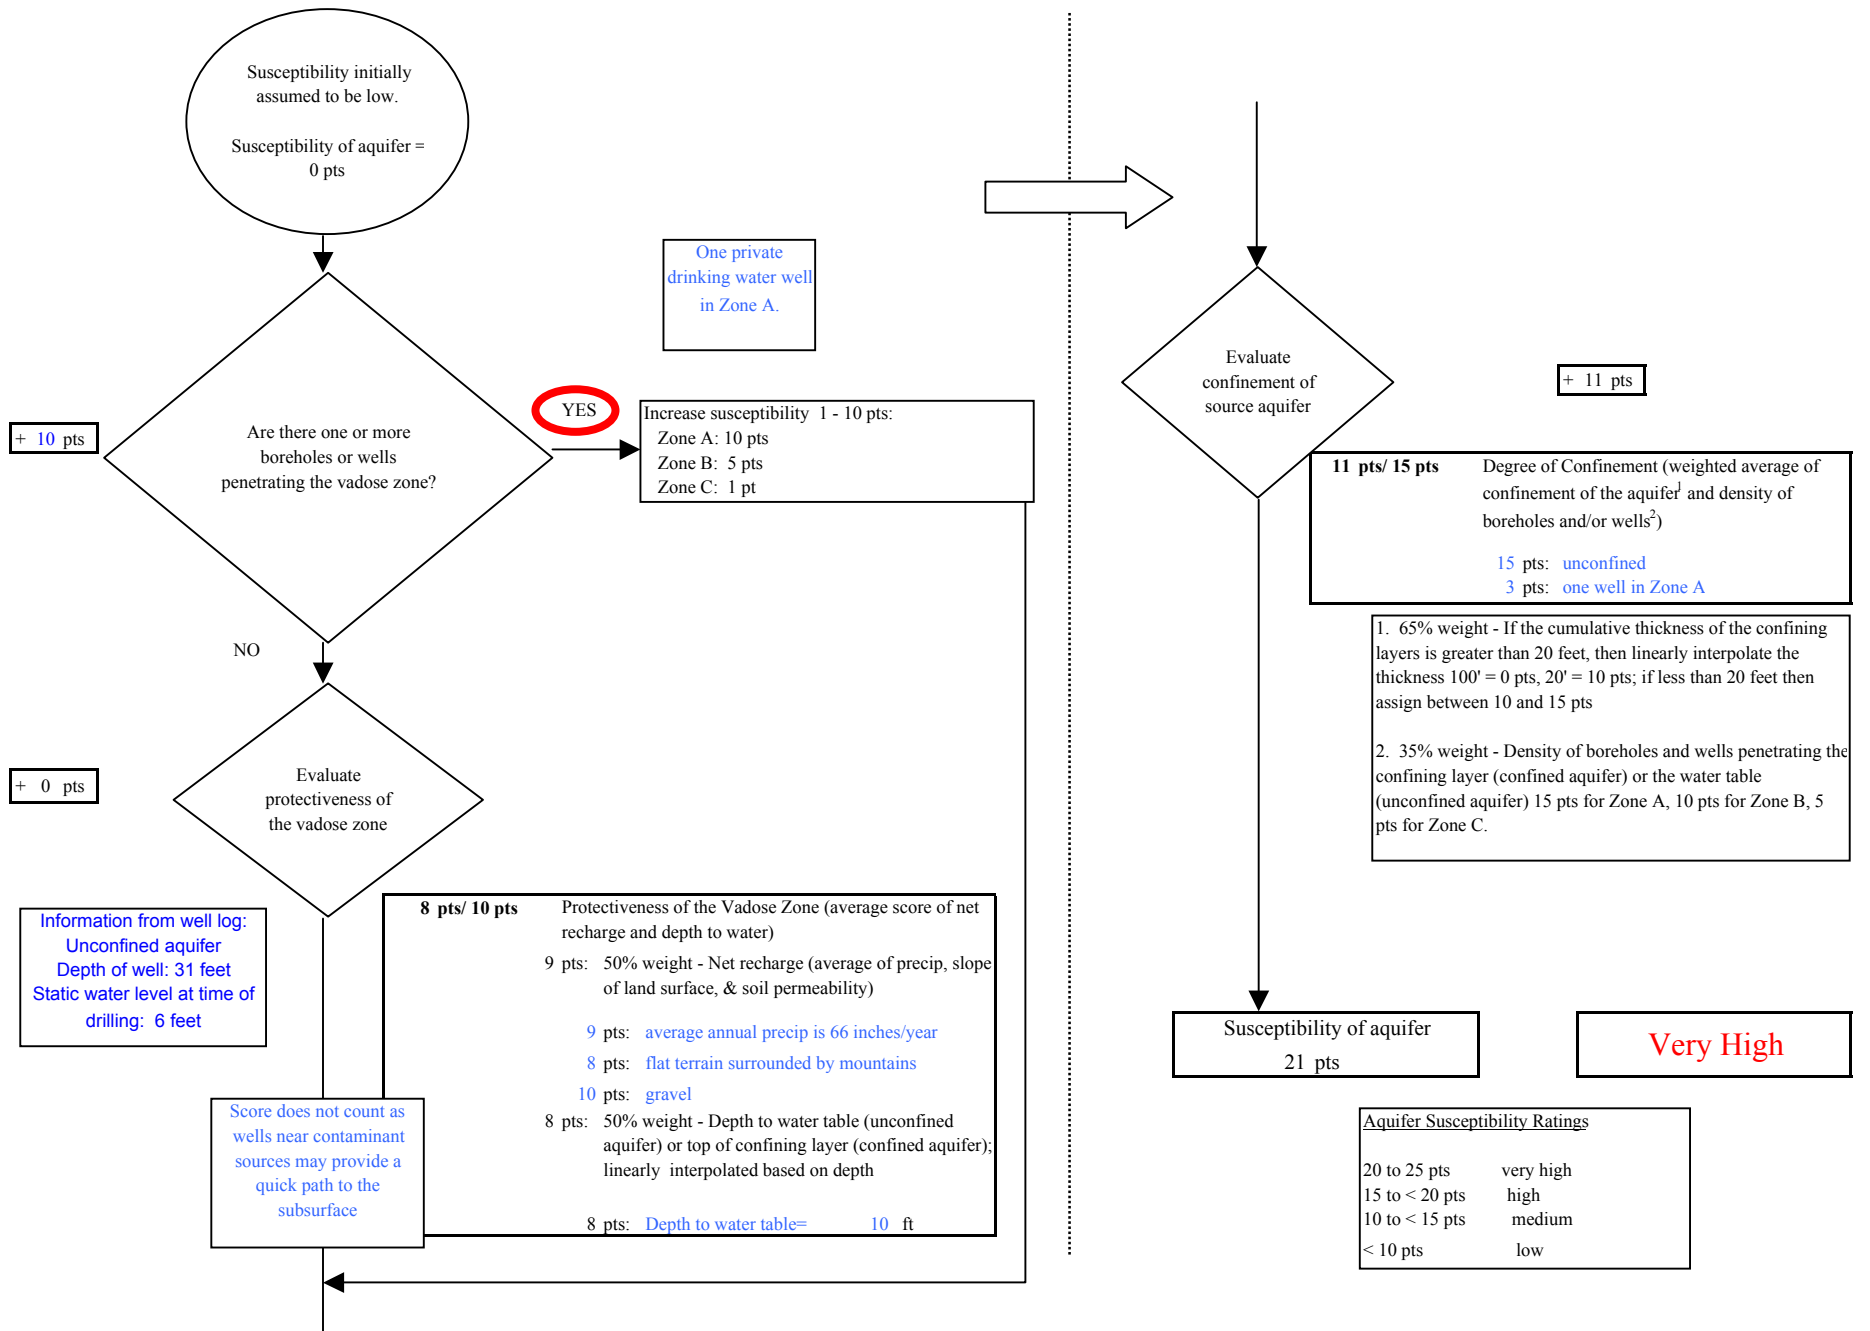 Susceptibility initially
assumed to be low.
Susceptibility of aquifer =
0 pts
One private
drinking water well
in Zone A.
+ 10 pts
Are there one or more
boreholes or wells
penetrating the vadose zone?
YES
Increase susceptibility 1 - 10 pts:
Zone A: 10 pts
Zone B: 5 pts
Zone C: 1 pt
NO
+ 0 pts
Evaluate
protectiveness of
the vadose zone
Information from well log:
Unconfined aquifer
Depth of well: 31 feet
Static water level at time of
drilling: 6 feet
8 pts/ 10 pts Protectiveness of the Vadose Zone (average score of net
recharge and depth to water)
9 pts: 50% weight - Net recharge (average of precip, slope
of land surface, & soil permeability)
9 pts: average annual precip is 66 inches/year
8 pts: flat terrain surrounded by mountains
10 pts: gravel
8 pts: 50% weight - Depth to water table (unconfined
aquifer) or top of confining layer (confined aquifer);
linearly interpolated based on depth
8 pts: Depth to water table= 10 ft
Score does not count as
wells near contaminant
sources may provide a
quick path to the
subsurface
Evaluate
confinement of
source aquifer
+ 11 pts
11 pts/ 15 pts Degree of Confinement (weighted average of
confinement of the aquifer1 and density of
boreholes and/or wells2)
15 pts: unconfined
3 pts: one well in Zone A
1. 65% weight - If the cumulative thickness of the confining
layers is greater than 20 feet, then linearly interpolate the
thickness 100' = 0 pts, 20' = 10 pts; if less than 20 feet then
assign between 10 and 15 pts
2. 35% weight - Density of boreholes and wells penetrating the
confining layer (confined aquifer) or the water table
(unconfined aquifer) 15 pts for Zone A, 10 pts for Zone B, 5
pts for Zone C.
Susceptibility of aquifer
21 pts
Very High
Aquifer Susceptibility Ratings
20 to 25 pts very high
15 to < 20 pts high
10 to < 15 pts medium
< 10 pts low